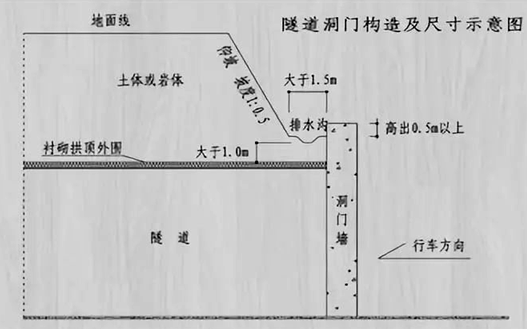 地面线
隧道洞门构造及尺寸示意图
仰坡 坡度1:0.5
大于1.5m
土体或岩体
排水沟
高出0.5m以上
衬砌拱顶外围
大于1.0m
洞门墙
隧 道
行车方向